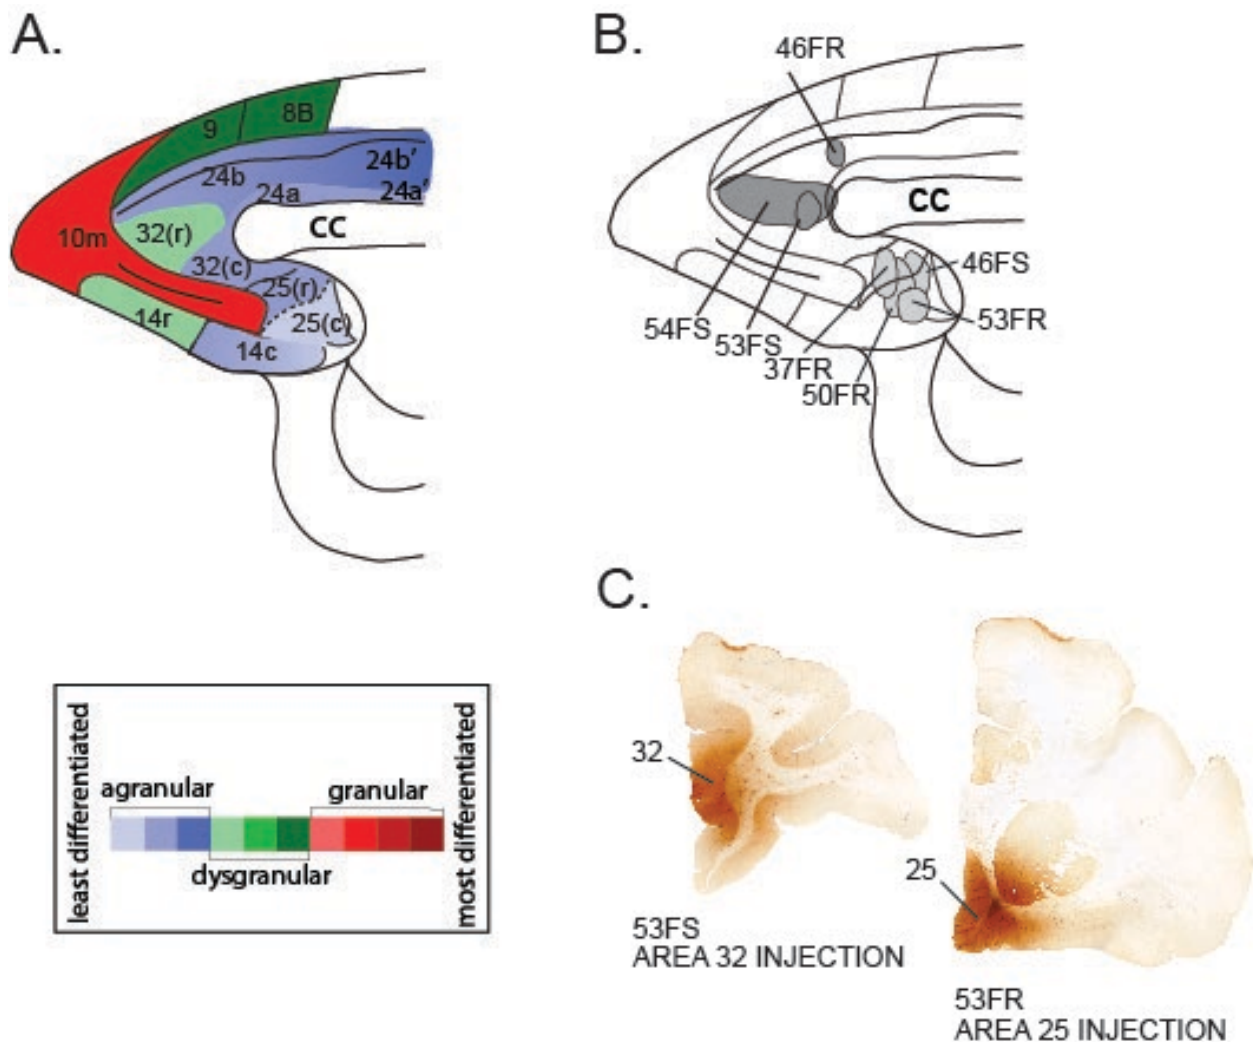 A.
9
8B
24b
24a
24b′
24a′
CC
10m
32(r)
32(c)
25(r)
25(c)
14r
14c
least differentiated
agranular
granular
dysgranular
most differentiated
B.
46FR
CC
46FS
53FR
54FS
53FS
37FR
50FR
C.
32
25
53FS
AREA 32 INJECTION
53FR
AREA 25 INJECTION